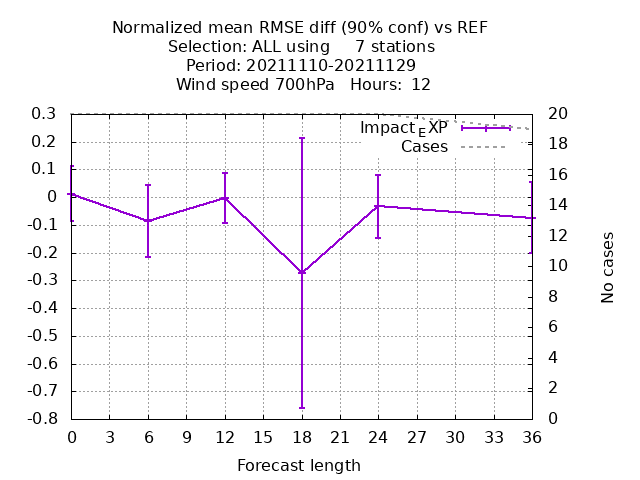 Normalized mean RMSE diff (90% conf) vs REF
Selection: ALL using     7 stations
Period: 20211110-20211129
Wind speed 700hPa   Hours:  12
0.3
0.2
0.1
0
-0.1
-0.2
-0.3
-0.4
-0.5
-0.6
-0.7
-0.8
Impact_EXP
Cases
20
18
16
14
12
10
8
6
4
2
0
No cases
0 3 6 9 12 15 18 21 24 27 30 33 36
Forecast length